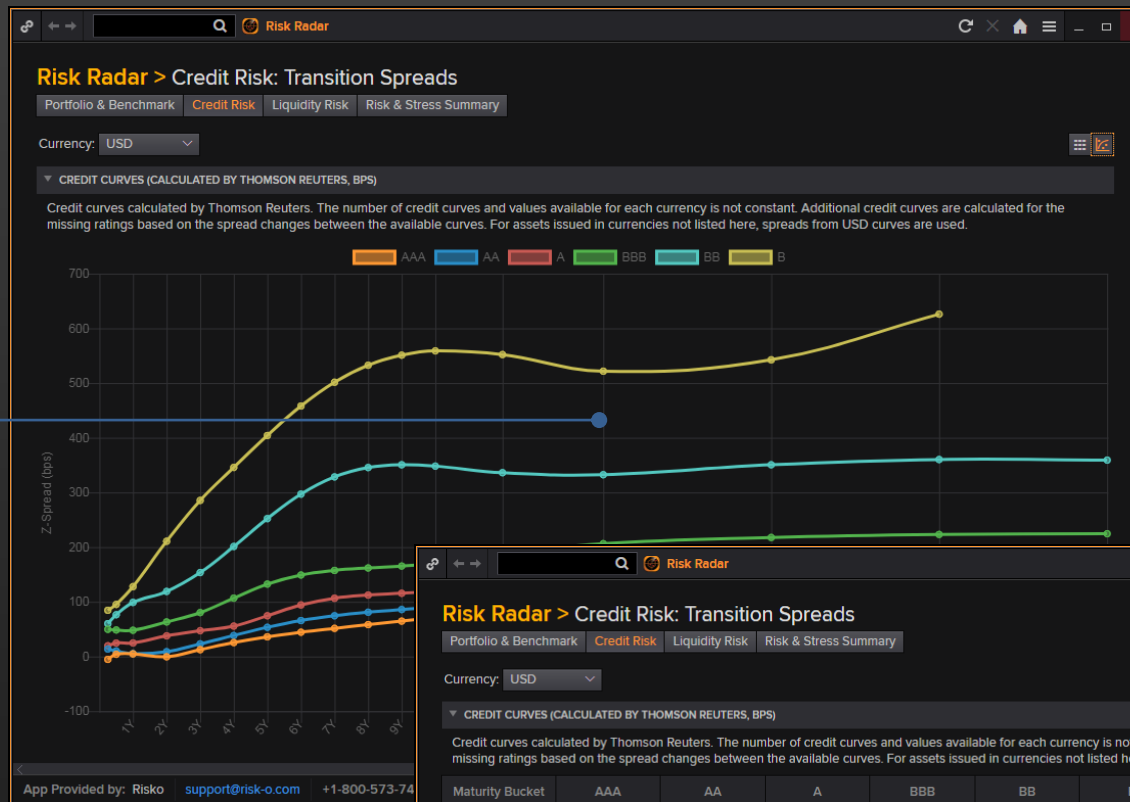 Risk Radar
Risk Radar > Credit Risk: Transition Spreads
Portfolio & Benchmark Credit Risk Liquidity Risk Risk & Stress Summary
Currency: USD
CREDIT CURVES (CALCULATED BY THOMSON REUTERS, BPS)
Credit curves calculated by Thomson Reuters. The number of credit curves and values available for each currency is not constant. Additional credit curves are calculated for the
missing ratings based on the spread changes between the available curves. For assets issued in currencies not listed here, spreads from USD curves are used.
AAA AA A BBB BB B
700
600
500
400
300
200
100
0
-100
Z-Spread (bps)
1Y 2Y 3Y 4Y 5Y 6Y 7Y 8Y 9Y
App Provided by: Risko support@risk-o.com +1-800-573-74
Risk Radar
Risk Radar > Credit Risk: Transition Spreads
Portfolio & Benchmark Credit Risk Liquidity Risk Risk & Stress Summary
Currency: USD
CREDIT CURVES (CALCULATED BY THOMSON REUTERS, BPS)
Credit curves calculated by Thomson Reuters. The number of credit curves and values available for each currency is no
missing ratings based on the spread changes between the available curves. For assets issued in currencies not listed h
Maturity Bucket AAA AA A BBB BB